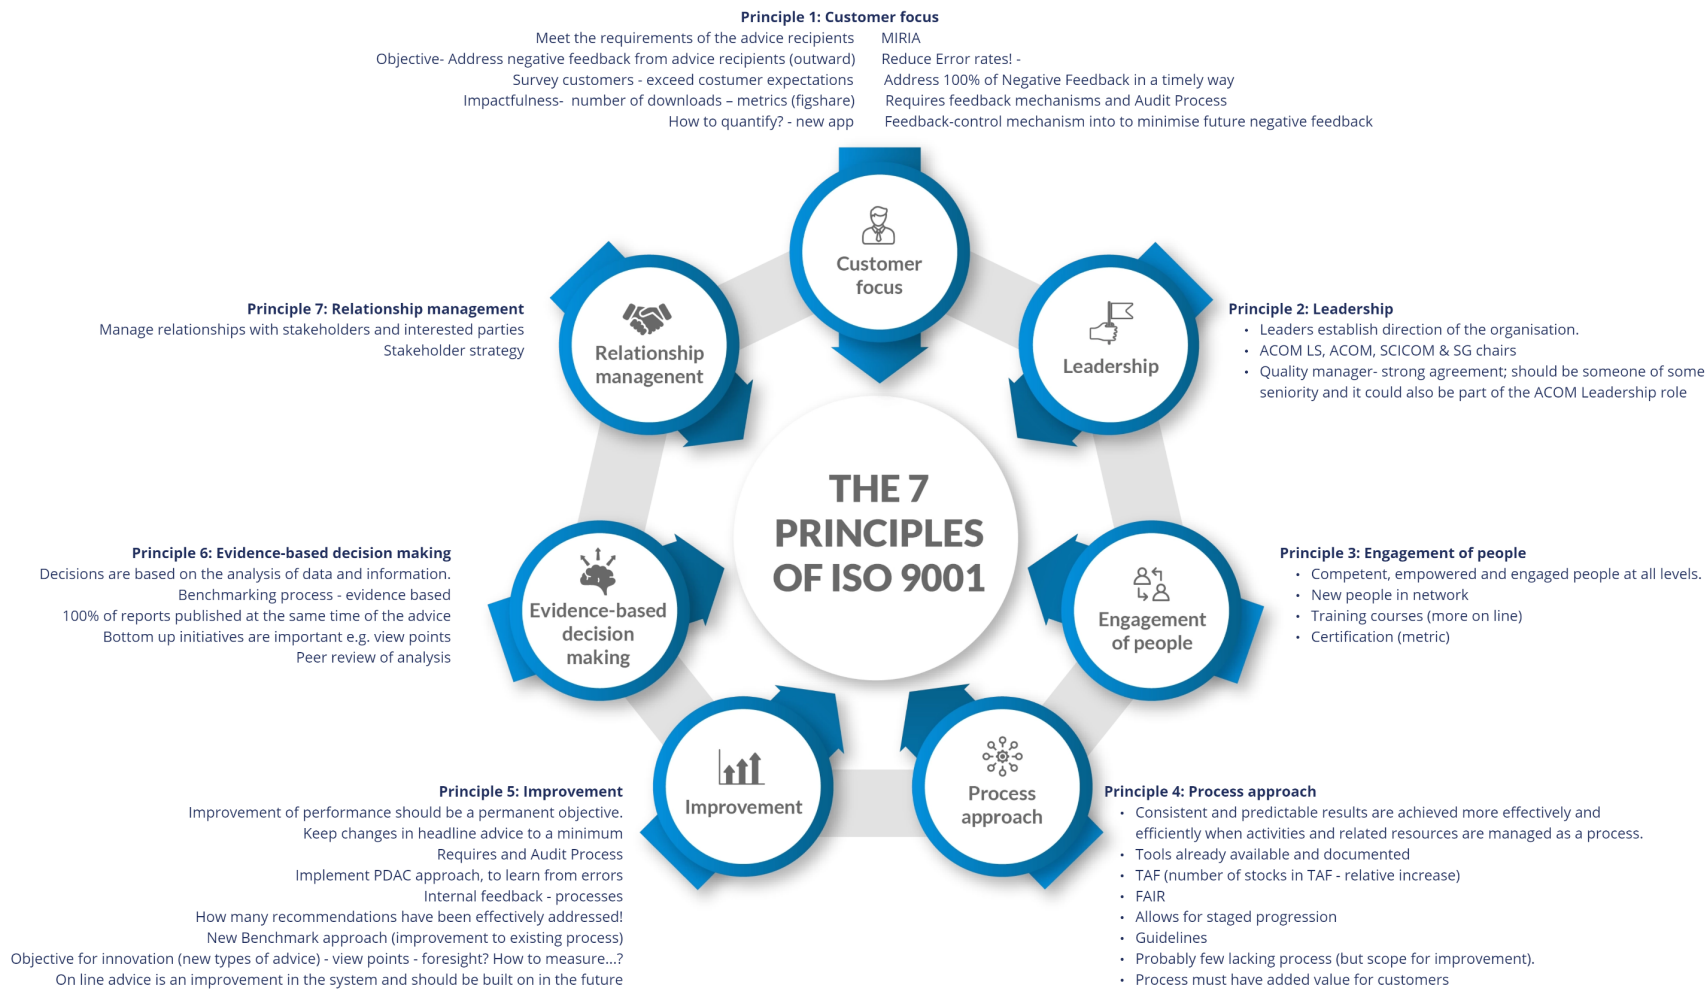 Principle 1: Customer focus
Meet the requirements of the advice recipients
Objective- Address negative feedback from advice recipients (outward)
Survey customers - exceed costumer expectations
Impactfulness-  number of downloads – metrics (figshare)
How to quantify? - new app
MIRIA
Reduce Error rates! -
Address 100% of Negative Feedback in a timely way
Requires feedback mechanisms and Audit Process
Feedback-control mechanism into to minimise future negative feedback
Customer
focus
Principle 7: Relationship management
Manage relationships with stakeholders and interested parties
Stakeholder strategy
Relationship
managenent
Leadership
Principle 2: Leadership
• Leaders establish direction of the organisation.
• ACOM LS, ACOM, SCICOM & SG chairs
• Quality manager- strong agreement; should be someone of some
seniority and it could also be part of the ACOM Leadership role
THE 7
PRINCIPLES
OF ISO 9001
Principle 6: Evidence-based decision making
Decisions are based on the analysis of data and information.
Benchmarking process - evidence based
100% of reports published at the same time of the advice
Bottom up initiatives are important e.g. view points
Peer review of analysis
Evidence-based
decision
making
Engagement
of people
Principle 3: Engagement of people
• Competent, empowered and engaged people at all levels.
• New people in network
• Training courses (more on line)
• Certification (metric)
Principle 5: Improvement
Improvement of performance should be a permanent objective.
Keep changes in headline advice to a minimum
Requires and Audit Process
Implement PDAC approach, to learn from errors
Internal feedback - processes
How many recommendations have been effectively addressed!
New Benchmark approach (improvement to existing process)
Objective for innovation (new types of advice) - view points - foresight? How to measure...?
On line advice is an improvement in the system and should be built on in the future
Improvement
Process
approach
Principle 4: Process approach
• Consistent and predictable results are achieved more effectively and
efficiently when activities and related resources are managed as a process.
• Tools already available and documented
• TAF (number of stocks in TAF - relative increase)
• FAIR
• Allows for staged progression
• Guidelines
• Probably few lacking process (but scope for improvement).
• Process must have added value for customers